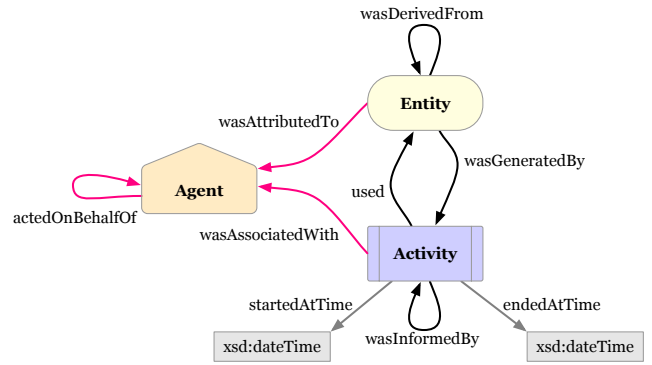 wasDerivedFrom
Entity
wasAttributedTo
wasGeneratedBy
Agent
used
actedOnBehalfOf
wasAssociatedWith
Activity
startedAtTime
endedAtTime
wasInformedBy
xsd:dateTime
xsd:dateTime